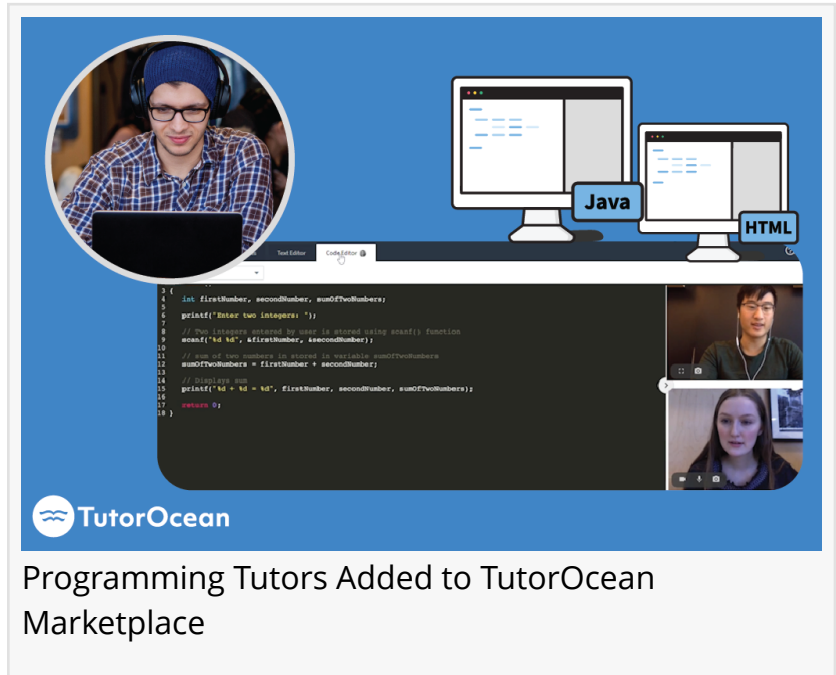 Java
HTML
Text Editor
Code Editor
3 {
4 int firstNumber, secondNumber, sumOfTwoNumbers;
5
6 printf("Enter two integers: ");
7
8 // Two integers entered by user is stored using scanf() function
9 scanf("%d %d", &firstNumber, &secondNumber);
10
11 // sum of two numbers in stored in variable sumOfTwoNumbers
12 sumOfTwoNumbers = firstNumber + secondNumber;
13
14 // Displays sum
15 printf("%d + %d = %d", firstNumber, secondNumber, sumOfTwoNumbers);
16
17 return 0;
18 }
TutorOcean
Programming Tutors Added to TutorOcean
Marketplace